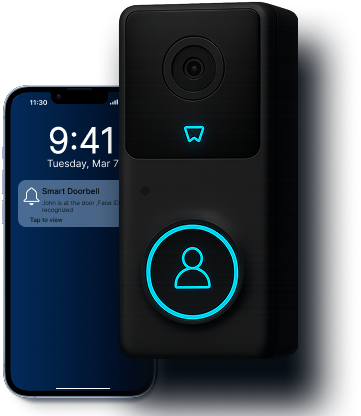 11:30
9:41
Tuesday, Mar 7
Smart Doorbell
John is at the door ,Face
recognized
Tap to view